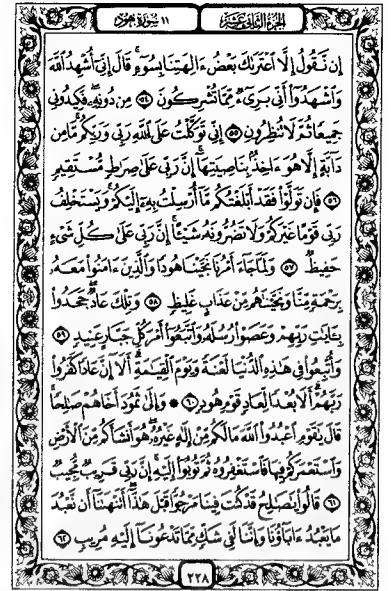 الجزء الثاني عشر
١١ سورة هود
إِن نَّقُولُ إِلَّا ٱعْتَرَىٰكَ بَعْضُ ءَالِهَتِنَا بِسُوٓءٍ ۗ قَالَ إِنِّىٓ أُشْهِدُ ٱللَّهَ
وَٱشْهَدُوٓا۟ أَنِّى بَرِىٓءٌ مِّمَّا تُشْرِكُونَ ٥٤ مِن دُونِهِۦ ۖ فَكِيدُونِى
جَمِيعًا ثُمَّ لَا تُنظِرُونِ ٥٥ إِنِّى تَوَكَّلْتُ عَلَى ٱللَّهِ رَبِّى وَرَبِّكُم ۚ مَّا مِن
دَآبَّةٍ إِلَّا هُوَ ءَاخِذٌۢ بِنَاصِيَتِهَآ ۚ إِنَّ رَبِّى عَلَىٰ صِرَٰطٍ مُّسْتَقِيمٍ
٥٦ فَإِن تَوَلَّوْا۟ فَقَدْ أَبْلَغْتُكُم مَّآ أُرْسِلْتُ بِهِۦٓ إِلَيْكُمْ ۚ وَيَسْتَخْلِفُ
رَبِّى قَوْمًا غَيْرَكُمْ وَلَا تَضُرُّونَهُۥ شَيْـًٔا ۚ إِنَّ رَبِّى عَلَىٰ كُلِّ شَىْءٍ
حَفِيظٌ ٥٧ وَلَمَّا جَآءَ أَمْرُنَا نَجَّيْنَا هُودًا وَٱلَّذِينَ ءَامَنُوا۟ مَعَهُۥ
بِرَحْمَةٍ مِّنَّا وَنَجَّيْنَٰهُم مِّنْ عَذَابٍ غَلِيظٍ ٥٨ وَتِلْكَ عَادٌ ۖ جَحَدُوا۟
بِـَٔايَٰتِ رَبِّهِمْ وَعَصَوْا۟ رُسُلَهُۥ وَٱتَّبَعُوٓا۟ أَمْرَ كُلِّ جَبَّارٍ عَنِيدٍ ٥٩
وَأُتْبِعُوا۟ فِى هَٰذِهِ ٱلدُّنْيَا لَعْنَةً وَيَوْمَ ٱلْقِيَٰمَةِ ۗ أَلَآ إِنَّ عَادًا كَفَرُوا۟
رَبَّهُمْ ۗ أَلَا بُعْدًا لِّعَادٍ قَوْمِ هُودٍ ٦٠ ۞ وَإِلَىٰ ثَمُودَ أَخَاهُمْ صَٰلِحًا ۚ
قَالَ يَٰقَوْمِ ٱعْبُدُوا۟ ٱللَّهَ مَا لَكُم مِّنْ إِلَٰهٍ غَيْرُهُۥ ۖ هُوَ أَنشَأَكُم مِّنَ ٱلْأَرْضِ
وَٱسْتَعْمَرَكُمْ فِيهَا فَٱسْتَغْفِرُوهُ ثُمَّ تُوبُوٓا۟ إِلَيْهِ ۚ إِنَّ رَبِّى قَرِيبٌ مُّجِيبٌ
٦١ قَالُوا۟ يَٰصَٰلِحُ قَدْ كُنتَ فِينَا مَرْجُوًّا قَبْلَ هَٰذَآ ۖ أَتَنْهَىٰنَآ أَن نَّعْبُدَ
مَا يَعْبُدُ ءَابَآؤُنَا وَإِنَّنَا لَفِى شَكٍّ مِّمَّا تَدْعُونَآ إِلَيْهِ مُرِيبٍ ٦٢
٢٢٨